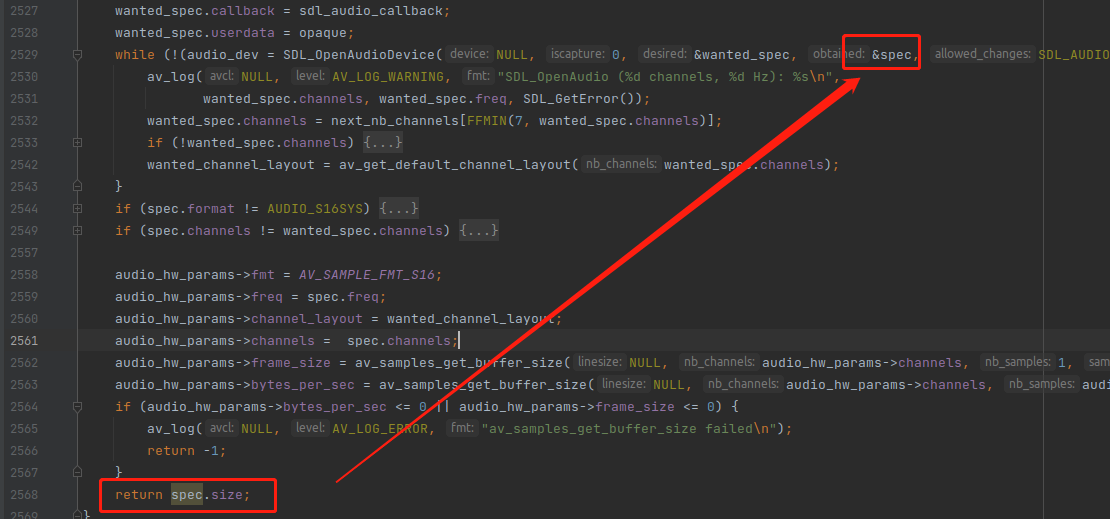 2527 wanted_spec.callback = sdl_audio_callback;
2528 wanted_spec.userdata = opaque;
2529 while (!(audio_dev = SDL_OpenAudioDevice( device: NULL, iscapture: 0, desired: &wanted_spec, obtained: &spec, allowed_changes: SDL_AUDIO
2530 av_log( avcl: NULL, level: AV_LOG_WARNING, fmt: "SDL_OpenAudio (%d channels, %d Hz): %s\n",
2531 wanted_spec.channels, wanted_spec.freq, SDL_GetError());
2532 wanted_spec.channels = next_nb_channels[FFMIN(7, wanted_spec.channels)];
2533 if (!wanted_spec.channels) {...}
2542 wanted_channel_layout = av_get_default_channel_layout( nb_channels: wanted_spec.channels);
2543 }
2544 if (spec.format != AUDIO_S16SYS) {...}
2549 if (spec.channels != wanted_spec.channels) {...}
2557
2558 audio_hw_params->fmt = AV_SAMPLE_FMT_S16;
2559 audio_hw_params->freq = spec.freq;
2560 audio_hw_params->channel_layout = wanted_channel_layout;
2561 audio_hw_params->channels =  spec.channels;
2562 audio_hw_params->frame_size = av_samples_get_buffer_size( linesize: NULL, nb_channels: audio_hw_params->channels, nb_samples: 1, sam
2563 audio_hw_params->bytes_per_sec = av_samples_get_buffer_size( linesize: NULL, nb_channels: audio_hw_params->channels, nb_samples: aud
2564 if (audio_hw_params->bytes_per_sec <= 0 || audio_hw_params->frame_size <= 0) {
2565 av_log( avcl: NULL, level: AV_LOG_ERROR, fmt: "av_samples_get_buffer_size failed\n");
2566 return -1;
2567 }
2568 return spec.size;
2569 }